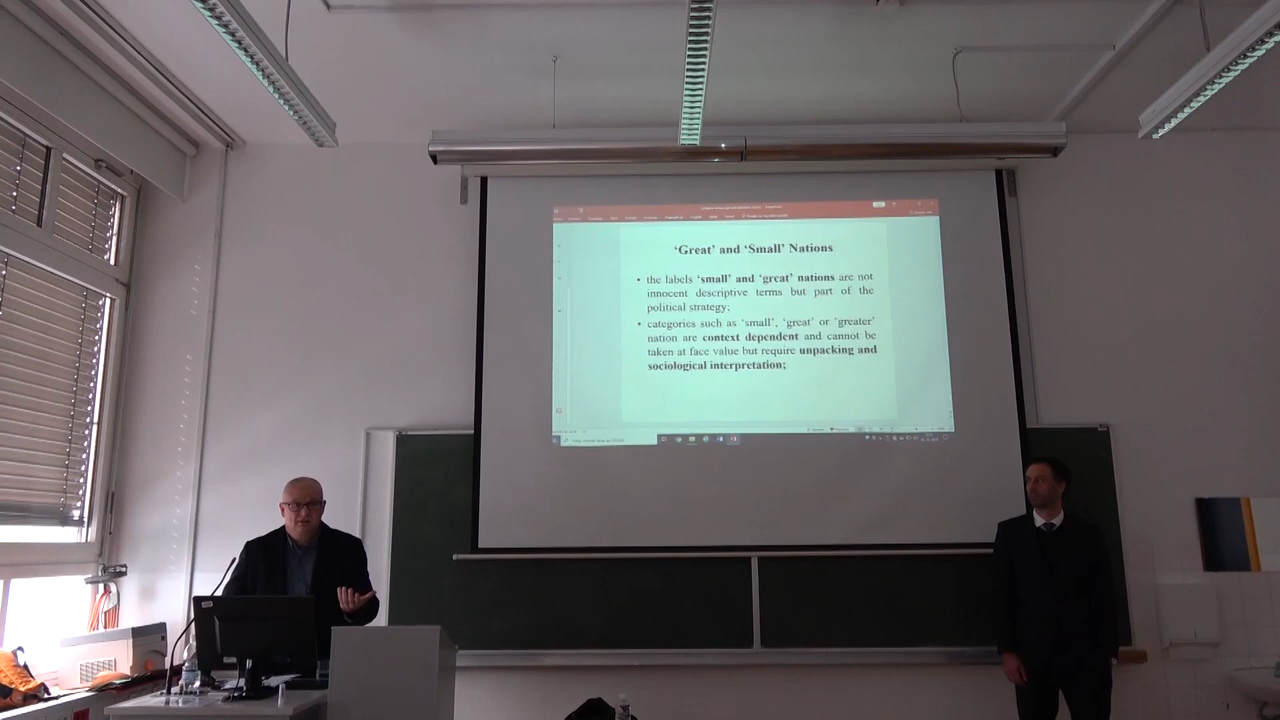 ‘Great’ and ‘Small’ Nations
• the labels ‘small’ and ‘great’ nations are not
innocent descriptive terms but part of the
political strategy;
• categories such as ‘small’, ‘great’ or ‘greater’
nation are context dependent and cannot be
taken at face value but require unpacking and
sociological interpretation;